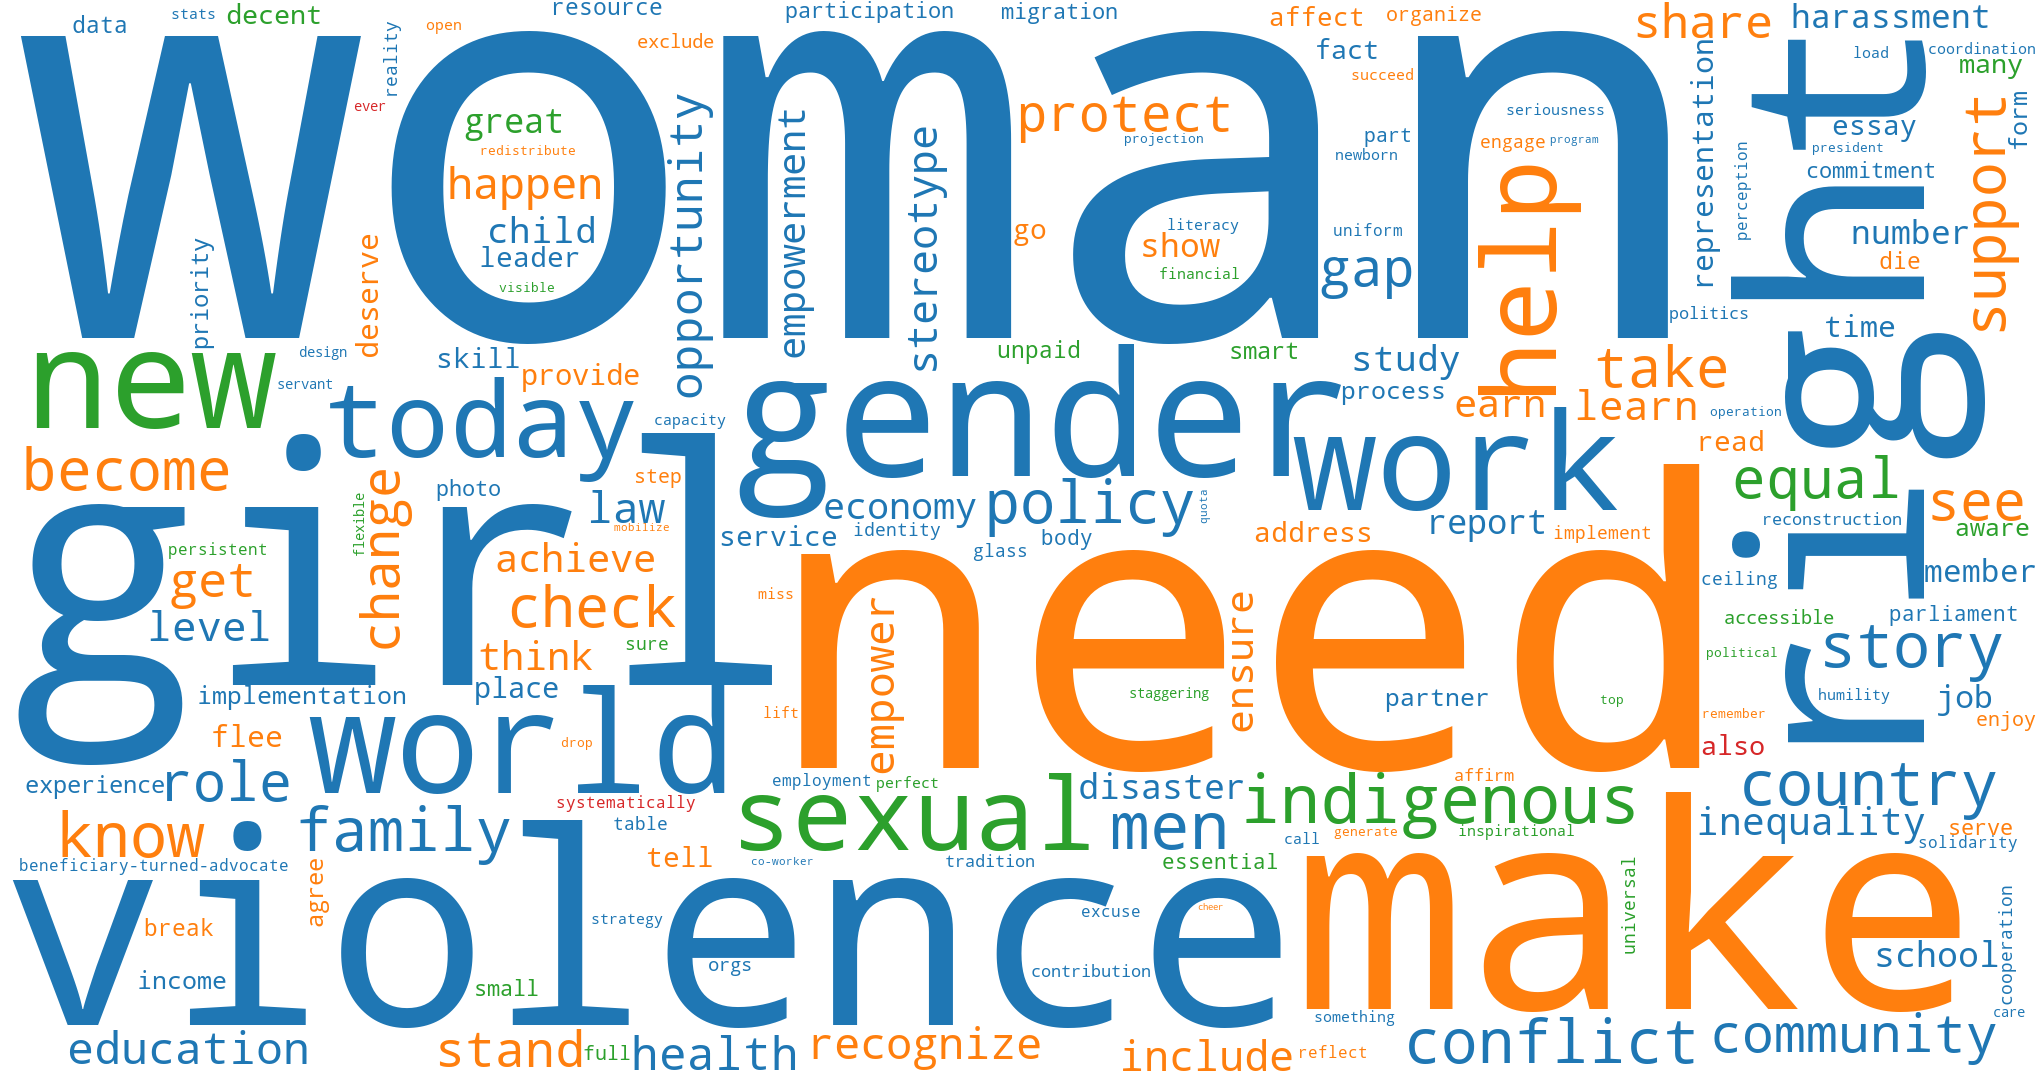 woman
girl
need
violence
make
right
gender
work
world
new
today
help
sexual
indigenous
data
stats
decent
resource
participation
migration
affect
organize
share
harassment
reality
open
exclude
fact
succeed
load
coordination
many
ever
great
redistribute
happen
child
leader
visible
opportunity
empowerment
stereotype
protect
projection
part
newborn
seriousness
engage
program
representation
perception
essay
president
commitment
form
support
number
die
priority
deserve
go
literacy
show
financial
uniform
gap
politics
time
design
servant
skill
provide
unpaid
smart
study
process
take
earn
learn
operation
capacity
become
change
flexible
photo
step
law
mobilize
read
equal
see
economy
policy
quota
service
identity
glass
body
address
report
implement
reconstruction
aware
persistent
get
level
achieve
check
think
sure
miss
empower
ensure
ceiling
member
accessible
parliament
story
political
implementation
place
lift
staggering
partner
top
humility
job
remember
enjoy
also
flee
drop
experience
role
employment
perfect
disaster
affirm
country
know
family
systematically
table
men
generate
inspirational
inequality
serve
solidarity
call
beneficiary-turned-advocate
agree
tell
co-worker
tradition
essential
universal
break
strategy
excuse
cheer
school
cooperation
income
small
orgs
contribution
something
care
education
stand
full
health
recognize
include
reflect
conflict
community